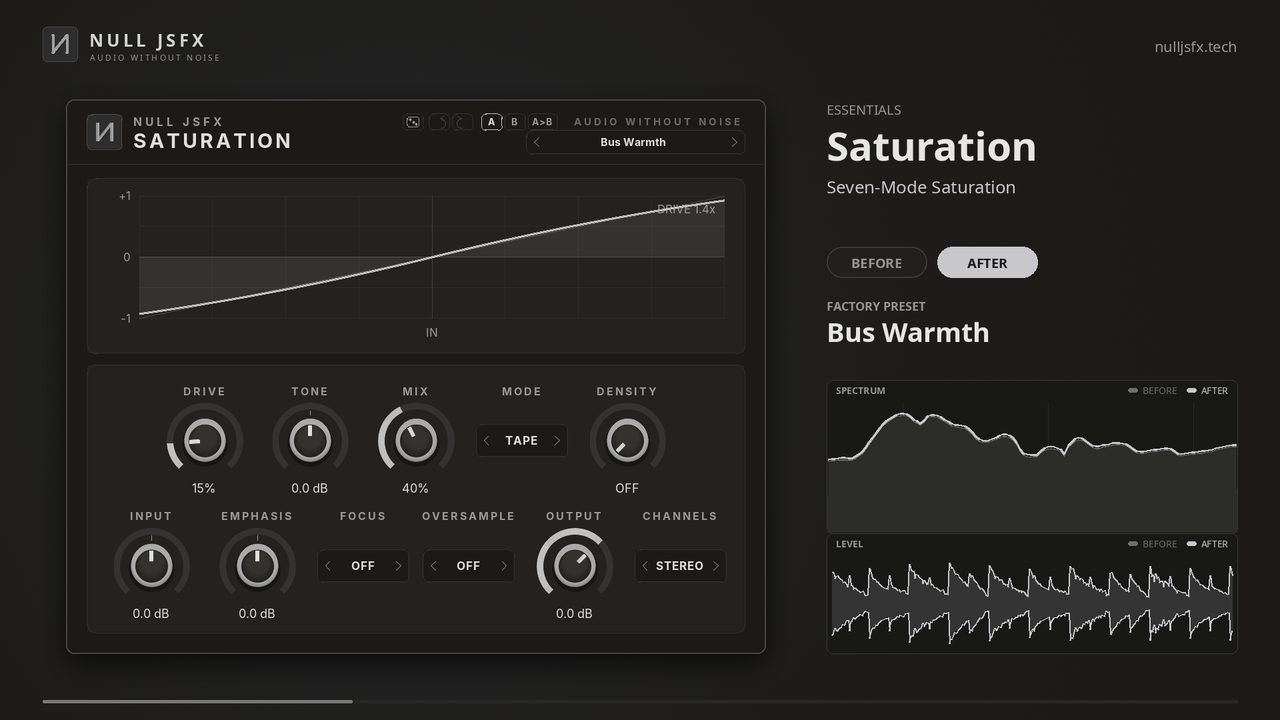 NULL JSFX
AUDIO WITHOUT NOISE
nulljsfx.tech
NULL JSFX
SATURATION
A B A>B AUDIO WITHOUT NOISE
Bus Warmth
+1
DRIVE 1.4x
0
-1
IN
DRIVE TONE MIX MODE DENSITY
TAPE
15% 0.0 dB 40% OFF
INPUT EMPHASIS FOCUS OVERSAMPLE OUTPUT CHANNELS
OFF OFF STEREO
0.0 dB 0.0 dB 0.0 dB
ESSENTIALS
Saturation
Seven-Mode Saturation
BEFORE AFTER
FACTORY PRESET
Bus Warmth
SPECTRUM BEFORE AFTER
LEVEL BEFORE AFTER